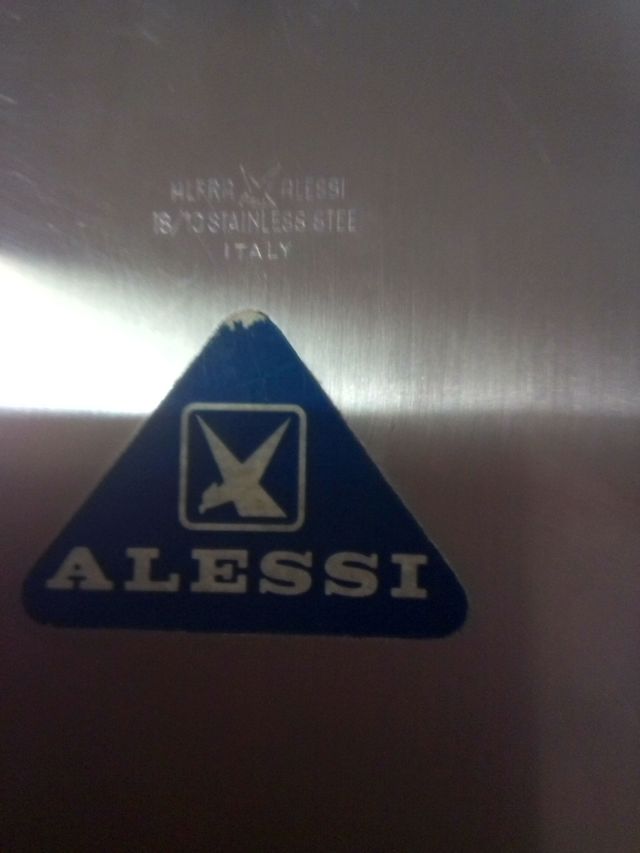 ALFRA ALESSI
18/10 STAINLESS STEE
ITALY
ALESSI